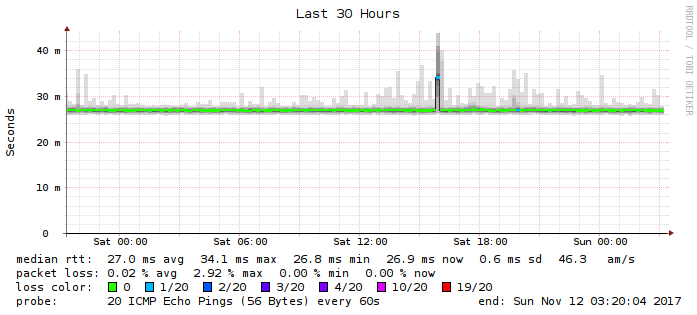 Last 30 Hours
RRDTOOL / TOBI OETIKER
Seconds
40 m
30 m
20 m
10 m
0
Sat 00:00 Sat 06:00 Sat 12:00 Sat 18:00 Sun 00:00
median rtt: 27.0 ms avg 34.1 ms max 26.8 ms min 26.9 ms now 0.6 ms sd 46.3 am/s
packet loss: 0.02 % avg 2.92 % max 0.00 % min 0.00 % now
loss color: 0 1/20 2/20 3/20 4/20 10/20 19/20
probe: 20 ICMP Echo Pings (56 Bytes) every 60s end: Sun Nov 12 03:20:04 2017